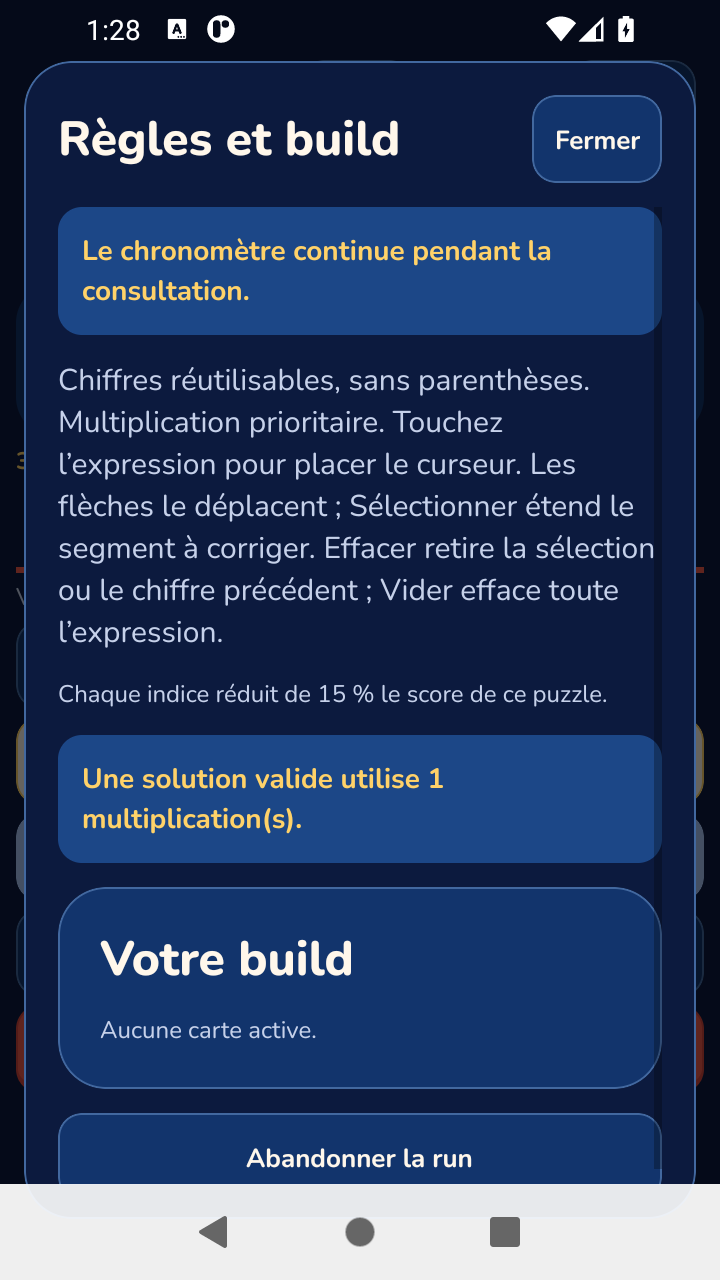 1:28
Règles et build
Fermer
Le chronomètre continue pendant la
consultation.
Chiffres réutilisables, sans parenthèses.
Multiplication prioritaire. Touchez
l’expression pour placer le curseur. Les
flèches le déplacent ; Sélectionner étend le
segment à corriger. Effacer retire la sélection
ou le chiffre précédent ; Vider efface toute
l’expression.
Chaque indice réduit de 15 % le score de ce puzzle.
Une solution valide utilise 1
multiplication(s).
Votre build
Aucune carte active.
Abandonner la run